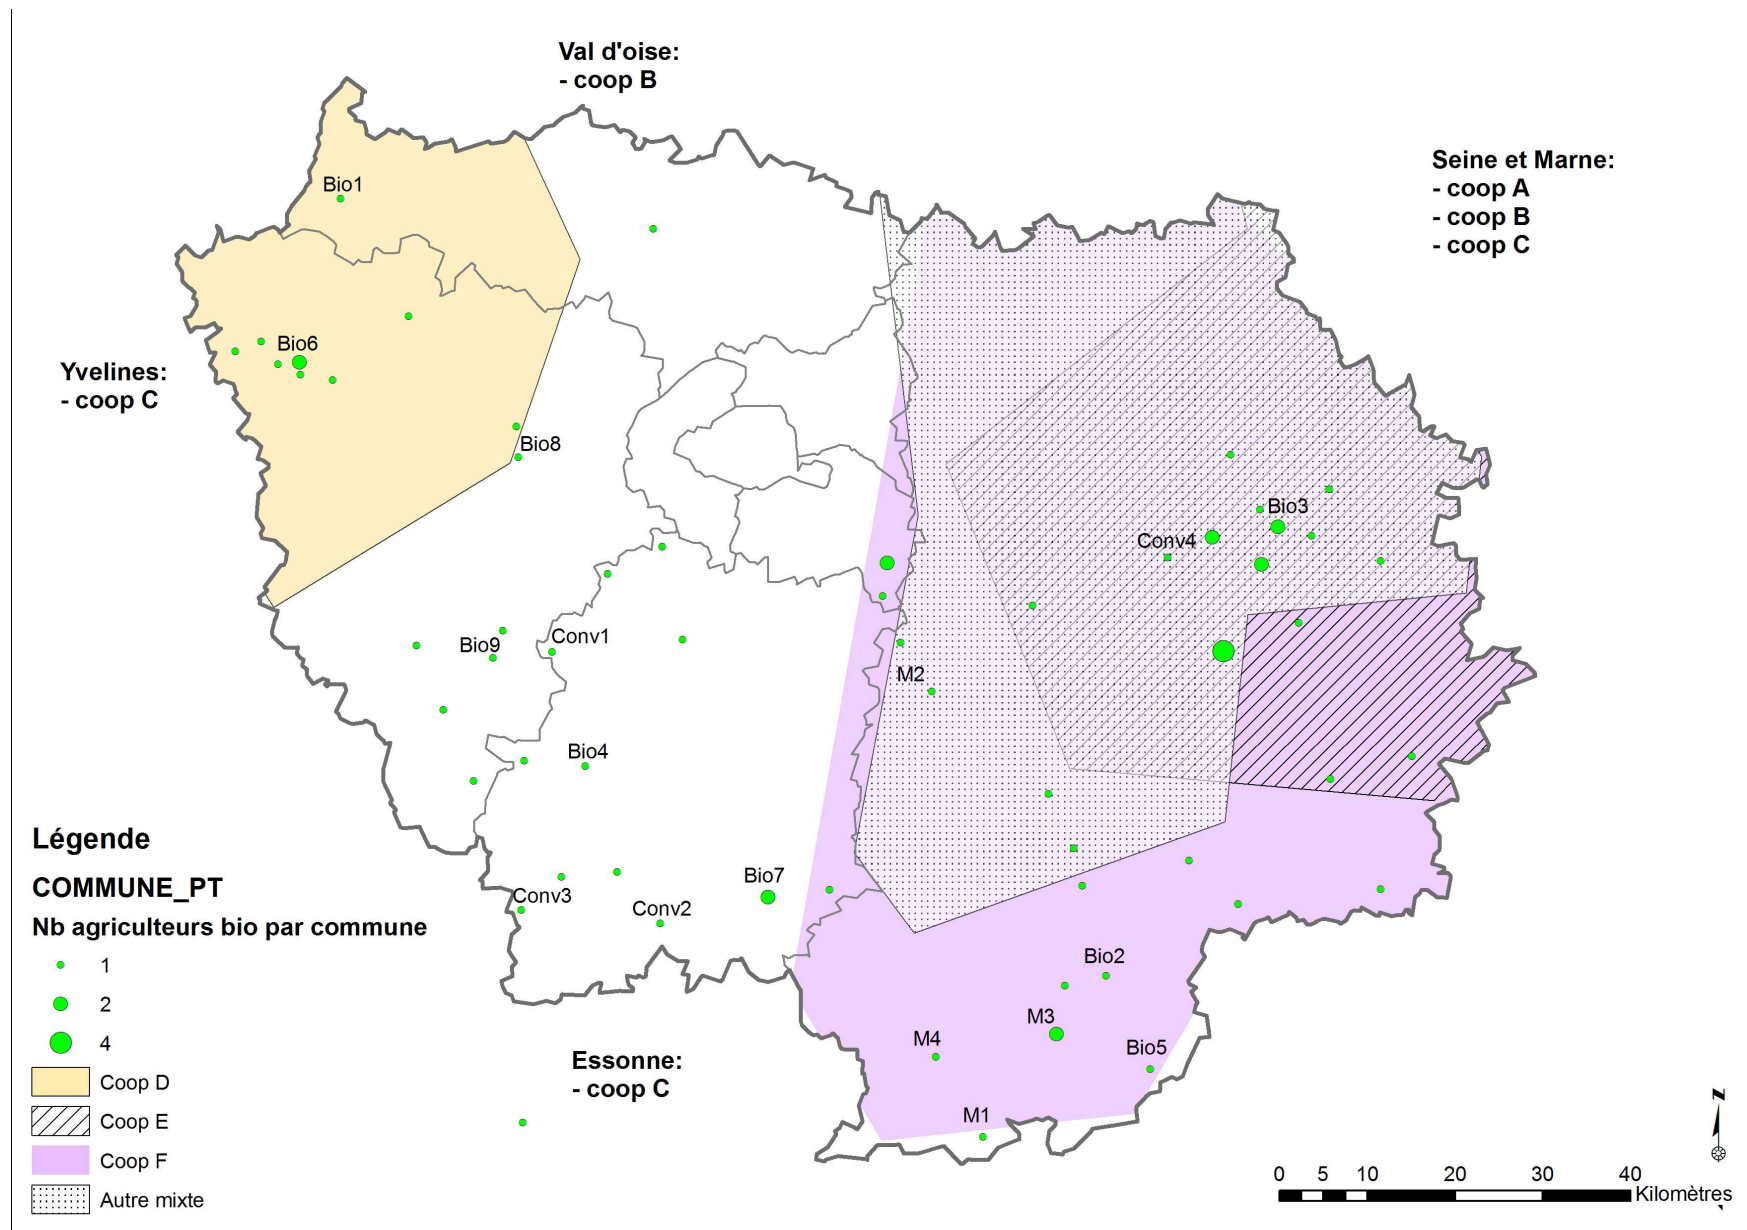 Val d'oise:
- coop B
Seine et Marne:
- coop A
- coop B
- coop C
Bio1
Bio6
Yvelines:
- coop C
Bio8
Bio3
Conv4
Bio9
Conv1
M2
Bio4
Bio7
Conv3
Conv2
Bio2
M3
M4
Bio5
M1
Essonne:
- coop C
Légende
COMMUNE_PT
Nb agriculteurs bio par commune
1
2
4
Coop D
Coop E
Coop F
Autre mixte
N
0 5 10 20 30 40
Kilomètres